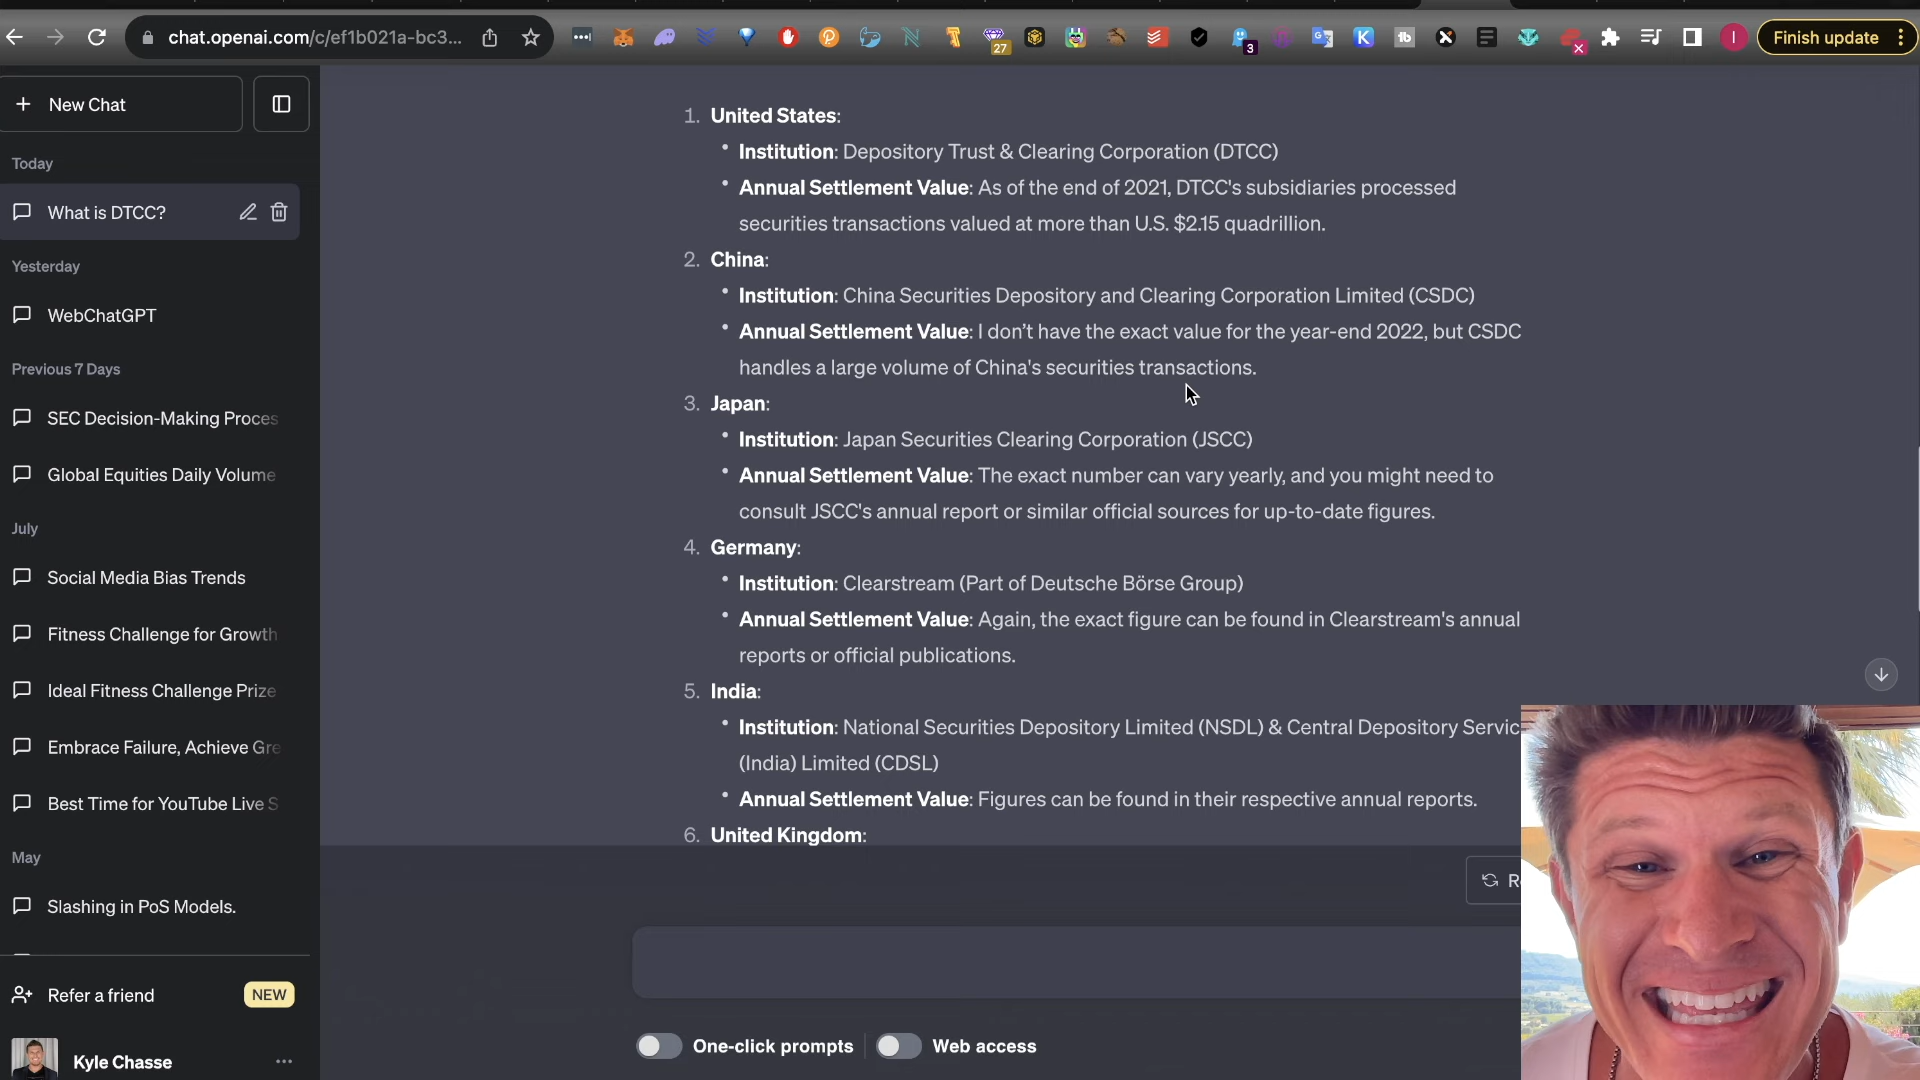 chat.openai.com/c/ef1b021a-bc3...
27
3
Finish update
New Chat
Today
What is DTCC?
Yesterday
WebChatGPT
Previous 7 Days
SEC Decision-Making Proces
Global Equities Daily Volume
July
Social Media Bias Trends
Fitness Challenge for Growth
Ideal Fitness Challenge Prize
Embrace Failure, Achieve Gre
Best Time for YouTube Live S
May
Slashing in PoS Models.
Refer a friend
NEW
Kyle Chasse
1. United States:
• Institution: Depository Trust & Clearing Corporation (DTCC)
• Annual Settlement Value: As of the end of 2021, DTCC's subsidiaries processed
securities transactions valued at more than U.S. $2.15 quadrillion.
2. China:
• Institution: China Securities Depository and Clearing Corporation Limited (CSDC)
• Annual Settlement Value: I don't have the exact value for the year-end 2022, but CSDC
handles a large volume of China's securities transactions.
3. Japan:
• Institution: Japan Securities Clearing Corporation (JSCC)
• Annual Settlement Value: The exact number can vary yearly, and you might need to
consult JSCC's annual report or similar official sources for up-to-date figures.
4. Germany:
• Institution: Clearstream (Part of Deutsche Börse Group)
• Annual Settlement Value: Again, the exact figure can be found in Clearstream's annual
reports or official publications.
5. India:
• Institution: National Securities Depository Limited (NSDL) & Central Depository Servic
(India) Limited (CDSL)
• Annual Settlement Value: Figures can be found in their respective annual reports.
6. United Kingdom:
One-click prompts
Web access